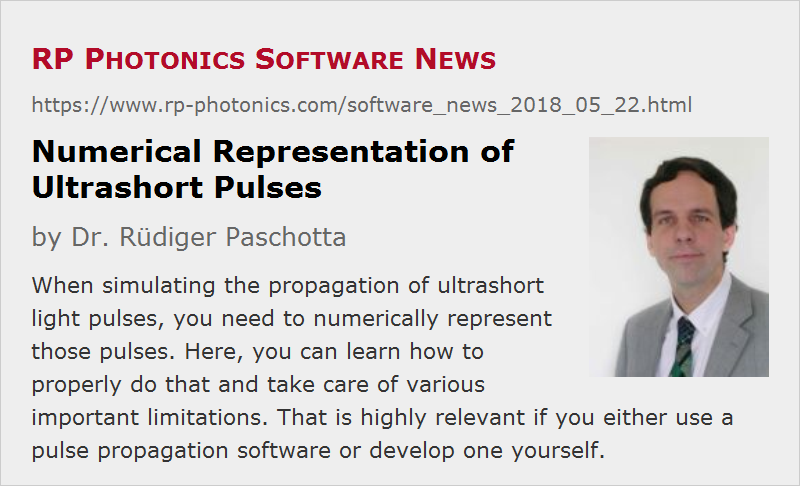 RP Photonics Software News
https://www.rp-photonics.com/software_news_2018_05_22.html
Numerical Representation of
Ultrashort Pulses
by Dr. Rüdiger Paschotta
When simulating the propagation of ultrashort
light pulses, you need to numerically represent
those pulses. Here, you can learn how to
properly do that and take care of various
important limitations. That is highly relevant if you either use a
pulse propagation software or develop one yourself.